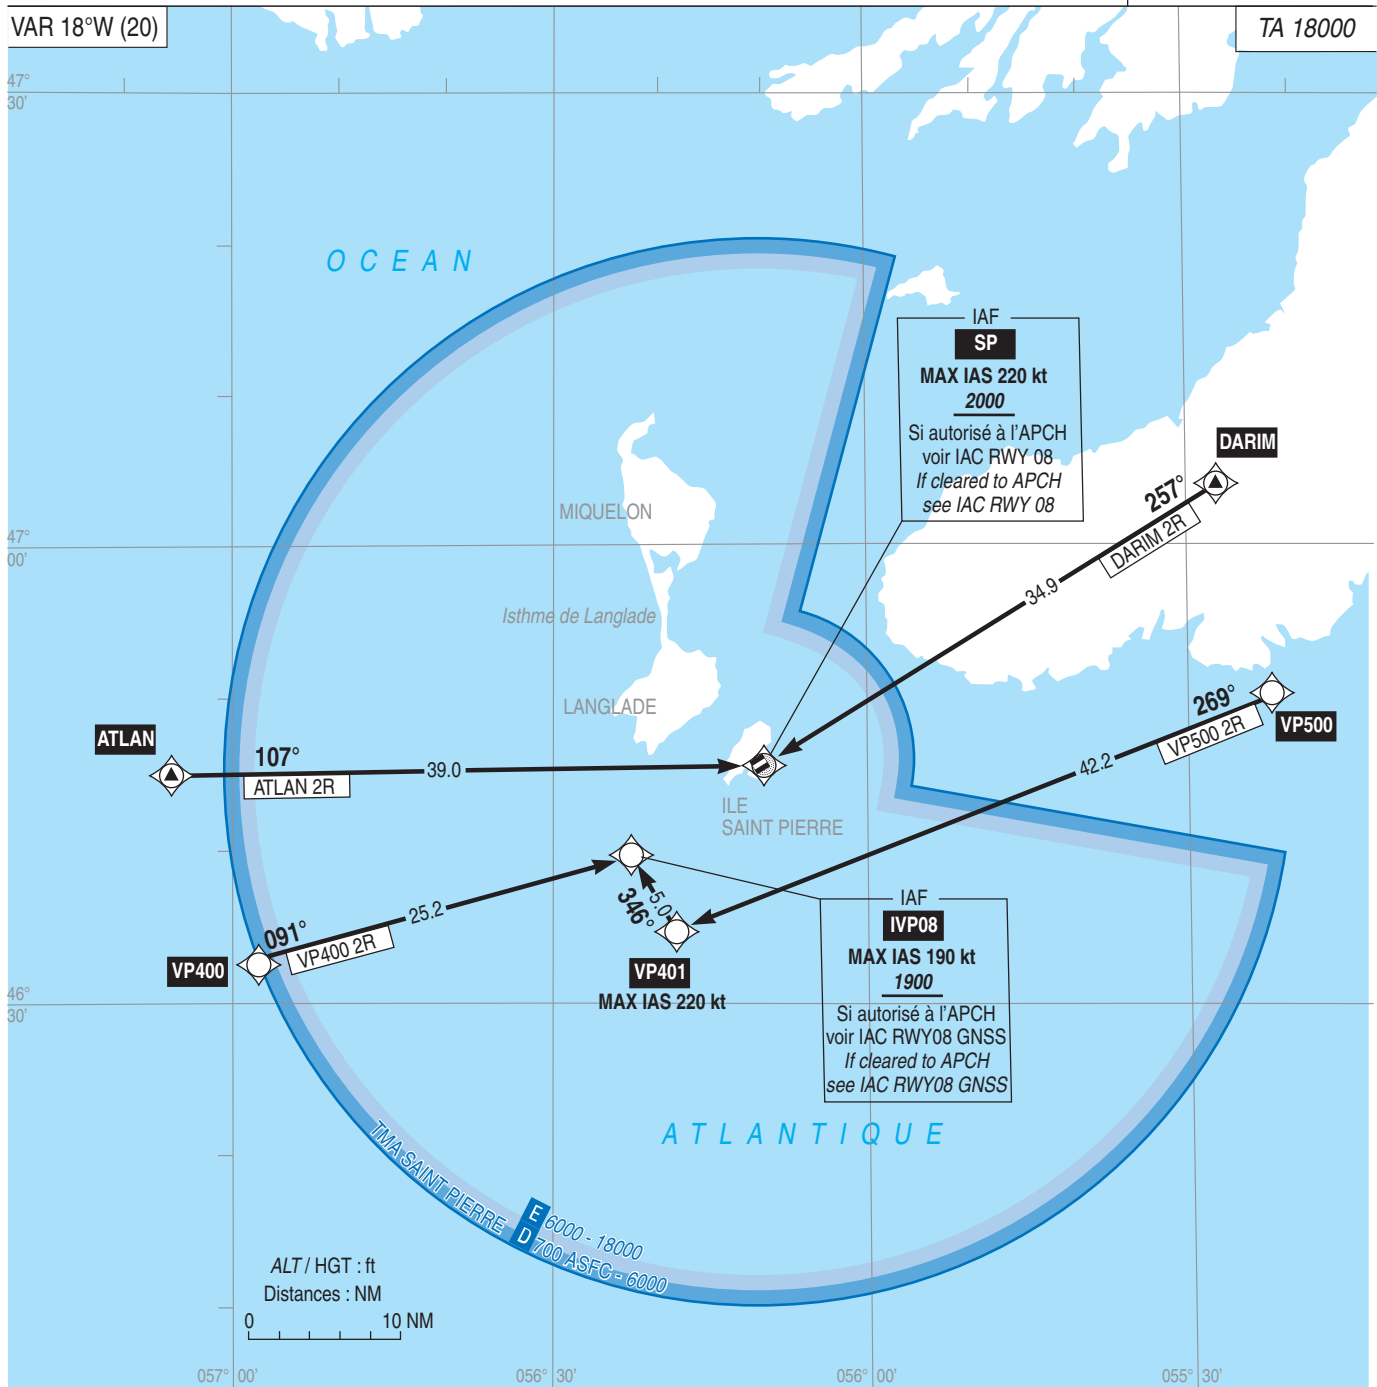 VAR 18°W (20)
TA 18000
47°
30'
OCEAN
IAF
SP
MAX IAS 220 kt
2000
Si autorisé à l'APCH
voir IAC RWY 08
If cleared to APCH
see IAC RWY 08
DARIM
257°
DARIM 2R
34.9
MIQUELON
47°
00'
Isthme de Langlade
LANGLADE
269°
VP500 2R
VP500
42.2
ATLAN
107°
ATLAN 2R
39.0
ILE
SAINT PIERRE
091°
VP400 2R
25.2
VP400
346°
5.0
VP401
MAX IAS 220 kt
IAF
IVP08
MAX IAS 190 kt
1900
Si autorisé à l'APCH
voir IAC RWY08 GNSS
If cleared to APCH
see IAC RWY08 GNSS
46°
30'
ATLANTIQUE
TMA SAINT PIERRE
E 6000 - 18000
D 700 ASFC - 6000
ALT / HGT : ft
Distances : NM
0 10 NM
057° 00'
056° 30'
056° 00'
055° 30'